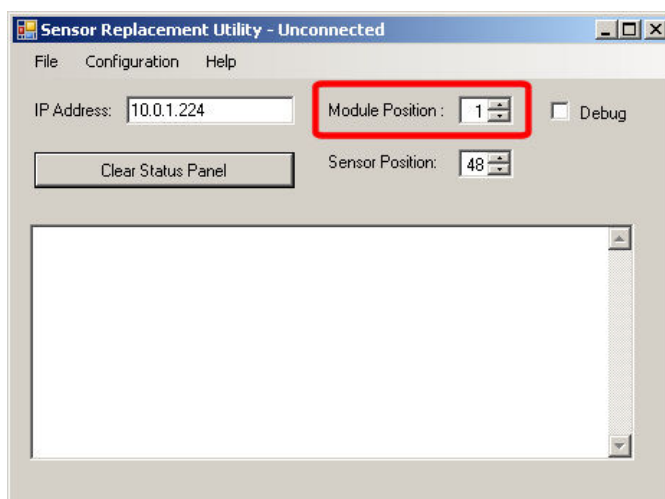 Sensor Replacement Utility - Unconnected
File Configuration Help
IP Address: 10.0.1.224 Module Position : 1 Debug
Clear Status Panel Sensor Position: 48